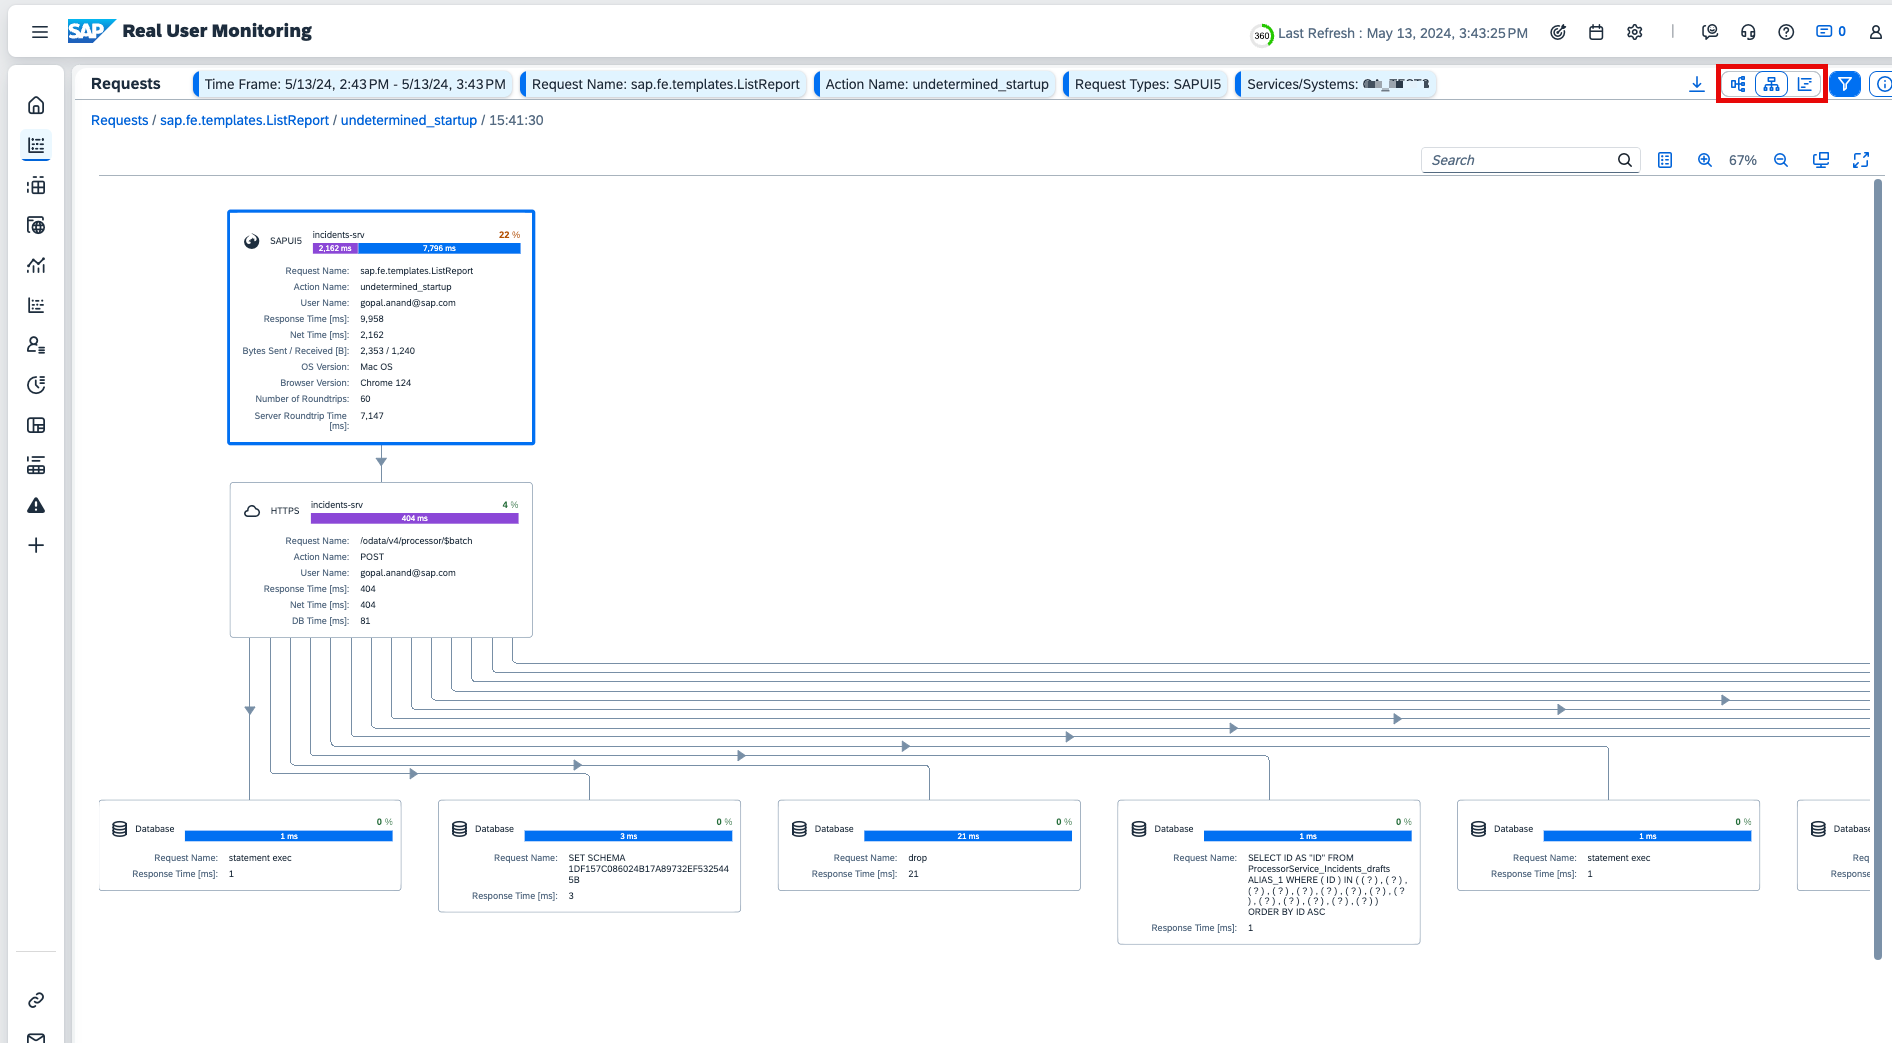 SAP Real User Monitoring
360 Last Refresh : May 13, 2024, 3:43:25 PM
0
Requests
Time Frame: 5/13/24, 2:43 PM - 5/13/24, 3:43 PM
Request Name: sap.fe.templates.ListReport
Action Name: undetermined_startup
Request Types: SAPUI5
Services/Systems:
Requests / sap.fe.templates.ListReport / undetermined_startup / 15:41:30
Search
67%
SAPUI5
incidents-srv 22 %
2,162 ms 7,796 ms
Request Name: sap.fe.templates.ListReport
Action Name: undetermined_startup
User Name: gopal.anand@sap.com
Response Time [ms]: 9,958
Net Time [ms]: 2,162
Bytes Sent / Received [B]: 2,353 / 1,240
OS Version: Mac OS
Browser Version: Chrome 124
Number of Roundtrips: 60
Server Roundtrip Time [ms]: 7,147
HTTPS
incidents-srv 4 %
404 ms
Request Name: /odata/v4/processor/$batch
Action Name: POST
User Name: gopal.anand@sap.com
Response Time [ms]: 404
Net Time [ms]: 404
DB Time [ms]: 81
Database 0 %
1 ms
Request Name: statement exec
Response Time [ms]: 1
Database 0 %
3 ms
Request Name: SET SCHEMA
1DF157C086024B17A89732EF532544
5B
Response Time [ms]: 3
Database 0 %
21 ms
Request Name: drop
Response Time [ms]: 21
Database 0 %
1 ms
Request Name: SELECT ID AS "ID" FROM
ProcessorService_Incidents_drafts
ALIAS_1 WHERE ( ID ) IN ( ( ? ) , ( ? ) ,
( ? ) , ( ? ) , ( ? ) , ( ? ) , ( ? ) , ( ?
) , ( ? ) , ( ? ) , ( ? ) , ( ? ) )
ORDER BY ID ASC
Response Time [ms]: 1
Database 0 %
1 ms
Request Name: statement exec
Response Time [ms]: 1
Database
Req
Response